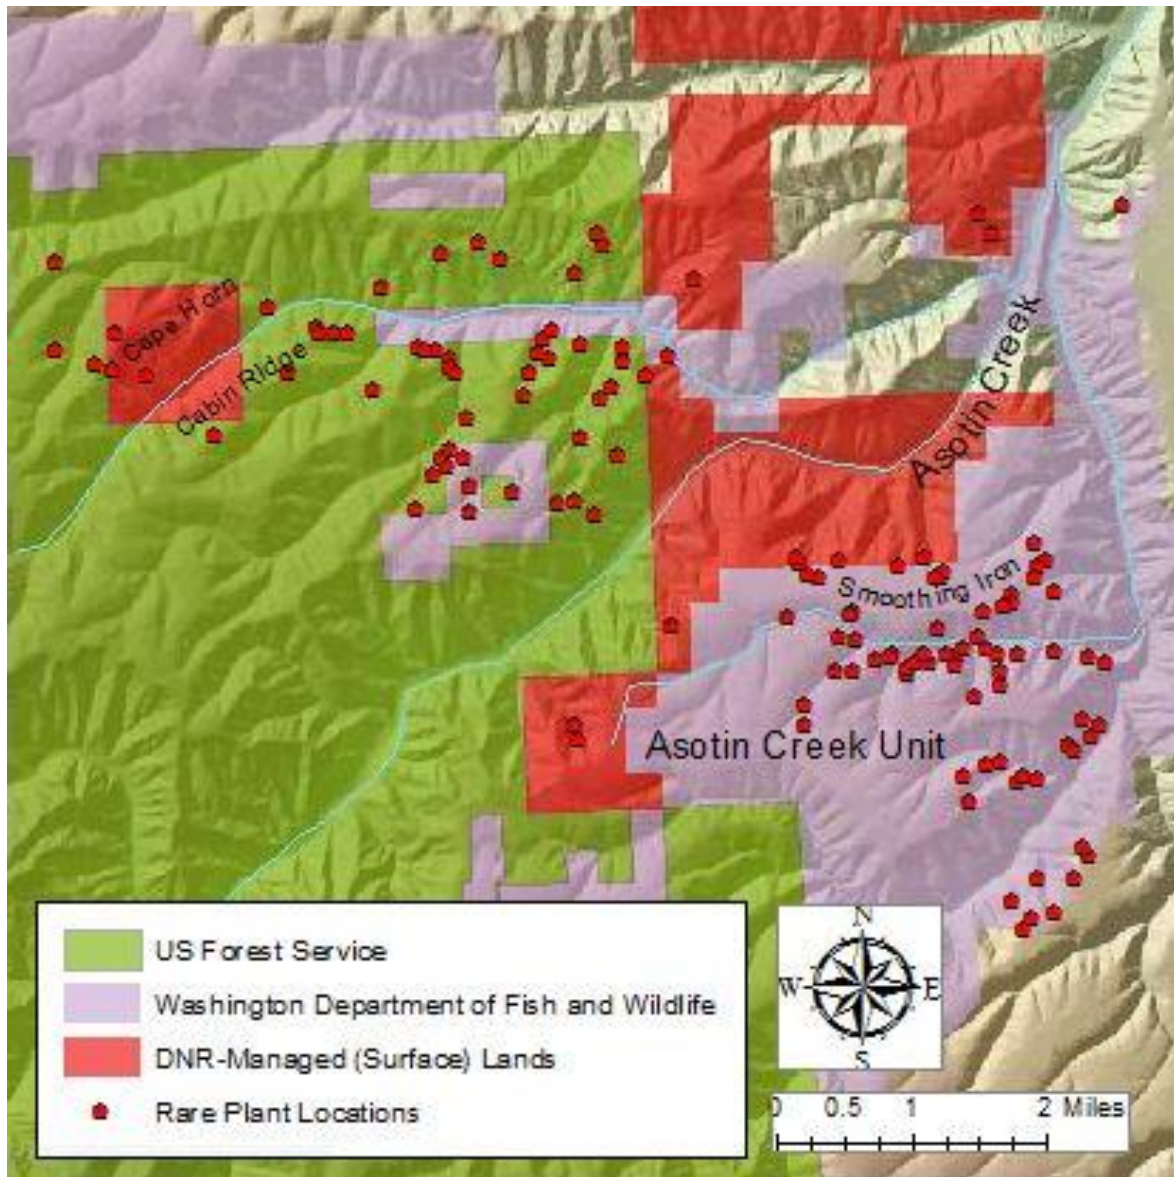 Cape Horn
Cabin Ridge
Asotin Creek
Smoothing Iron
Asotin Creek Unit
US Forest Service
Washington Department of Fish and Wildlife
DNR-Managed (Surface) Lands
Rare Plant Locations
N
W E
S
0 0.5 1 2 Miles